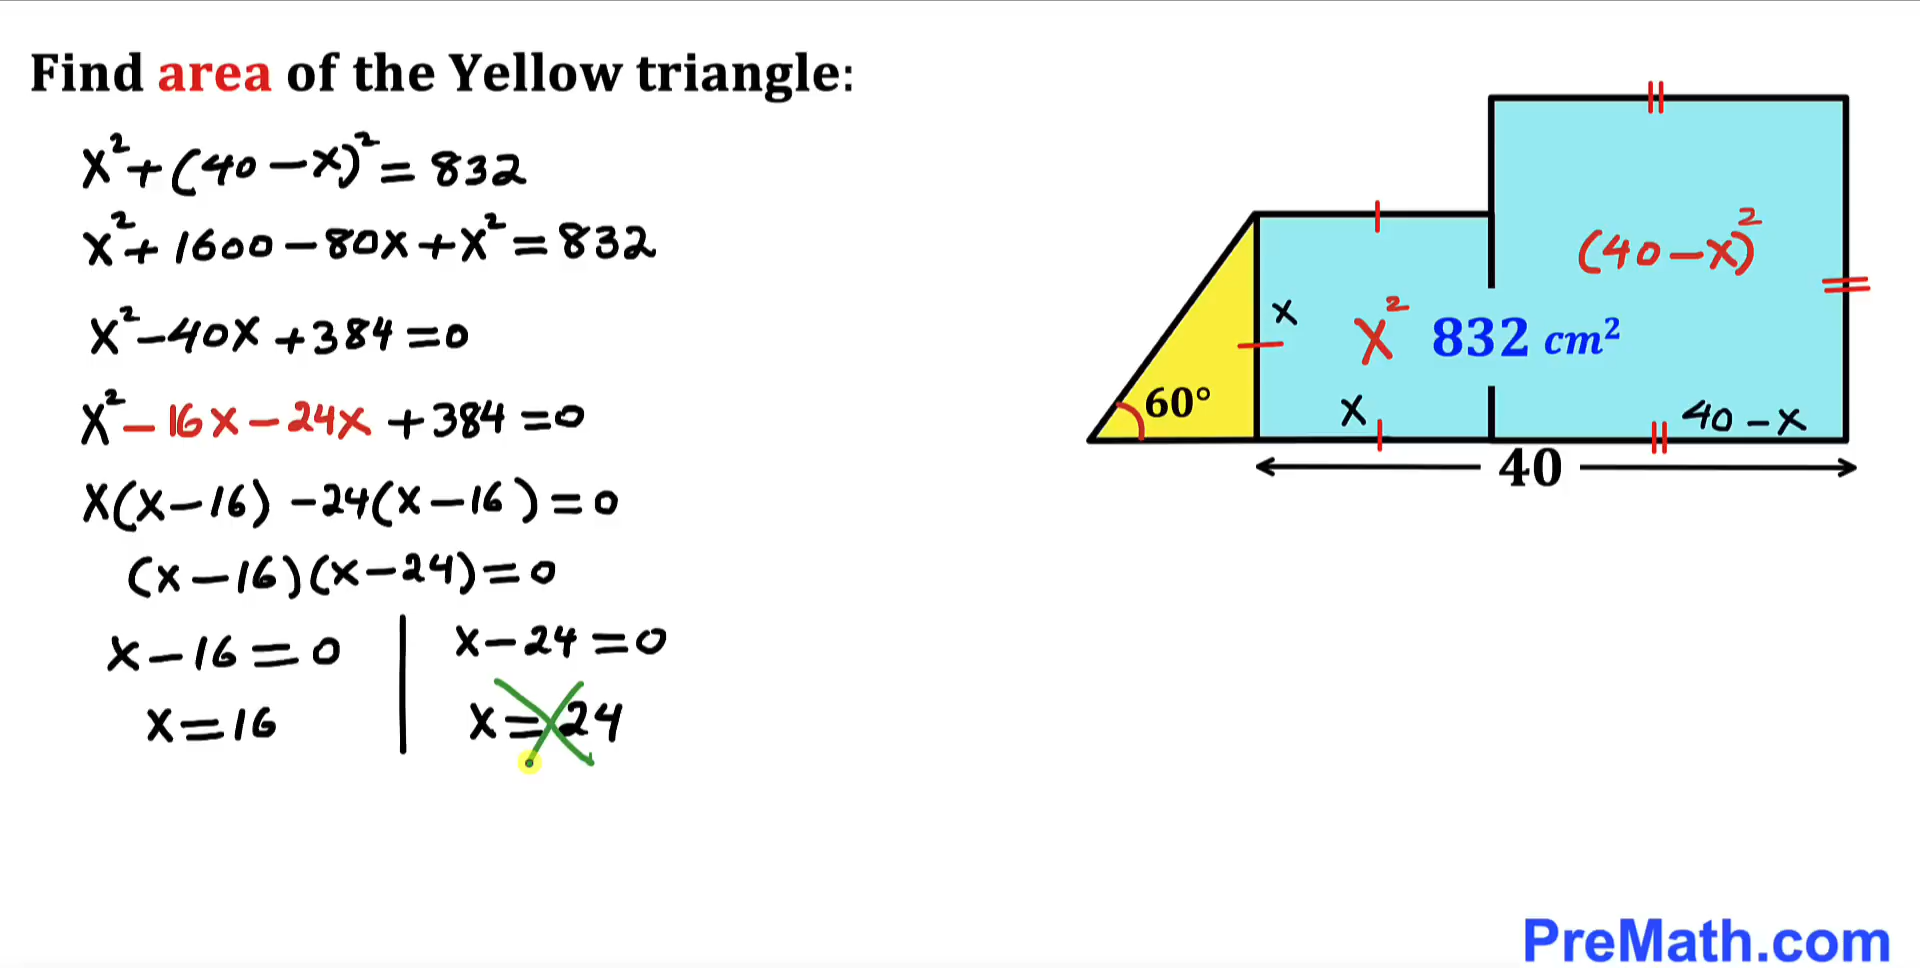 Find area of the Yellow triangle:
x²+(40-x)²=832
x²+1600-80x+x²=832
x²-40x+384=0
x²-16x-24x+384=0
x(x-16)-24(x-16)=0
(x-16)(x-24)=0
x-16=0
x=16
x-24=0
x=24
(40-x)²
x
x² 832 cm²
60°
x
40-x
40
PreMath.com